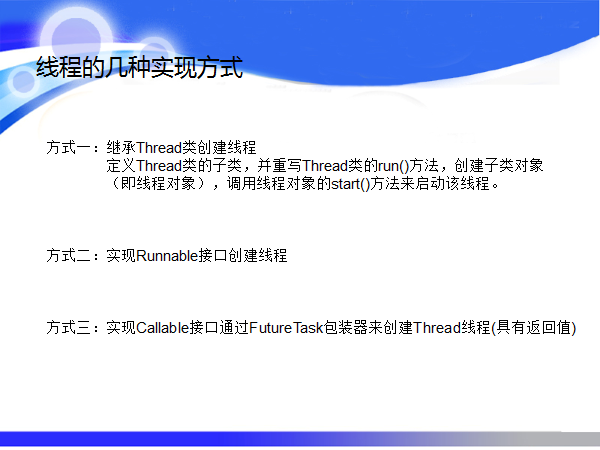 线程的几种实现方式
方式一：继承Thread类创建线程
定义Thread类的子类，并重写Thread类的run()方法，创建子类对象
（即线程对象），调用线程对象的start()方法来启动该线程。
方式二：实现Runnable接口创建线程
方式三：实现Callable接口通过FutureTask包装器来创建Thread线程(具有返回值)